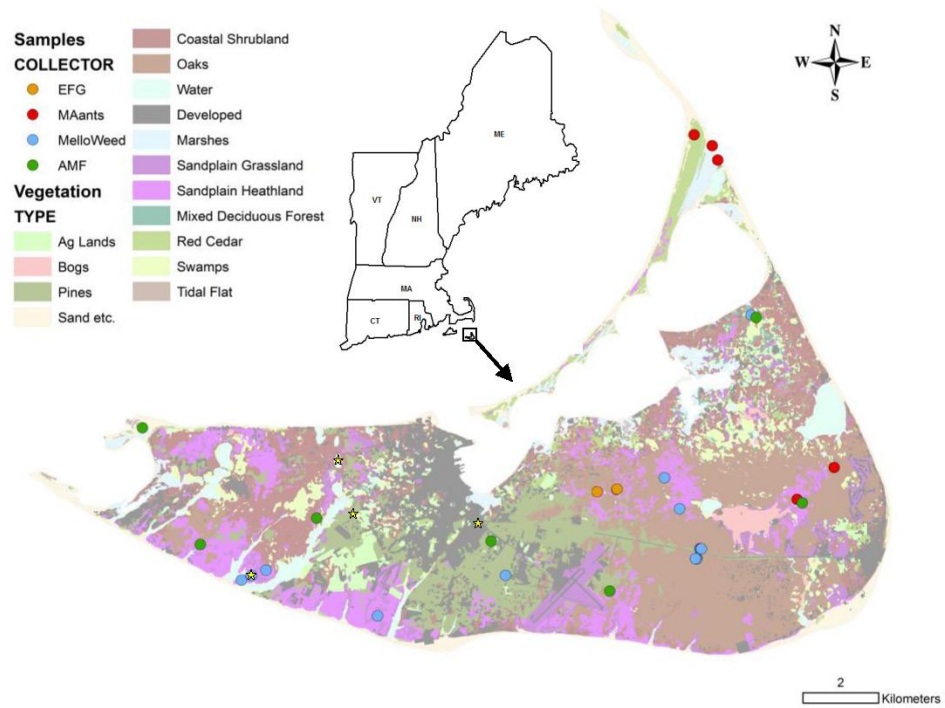 Samples
COLLECTOR
EFG
MAants
MelloWeed
AMF
Vegetation
TYPE
Ag Lands
Bogs
Pines
Sand etc.
Coastal Shrubland
Oaks
Water
Developed
Marshes
Sandplain Grassland
Sandplain Heathland
Mixed Deciduous Forest
Red Cedar
Swamps
Tidal Flat
ME
VT
NH
MA
CT
RI
N
W E
S
2
Kilometers